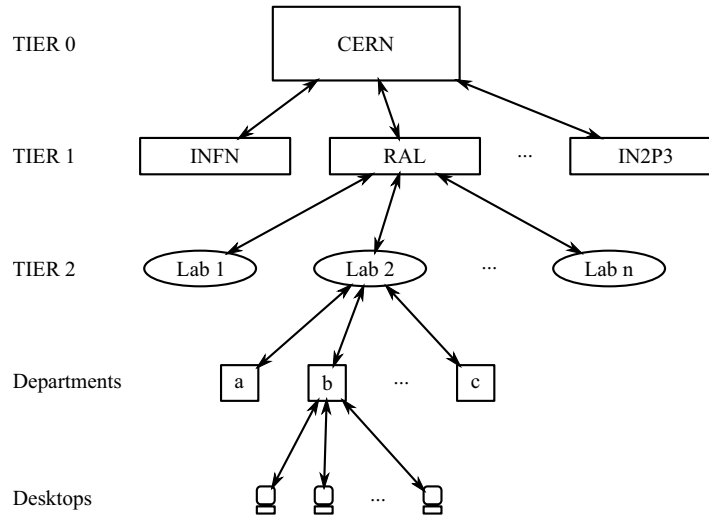 TIER 0
CERN
TIER 1
INFN
RAL
...
IN2P3
TIER 2
Lab 1
Lab 2
...
Lab n
Departments
a
b
...
c
Desktops
...